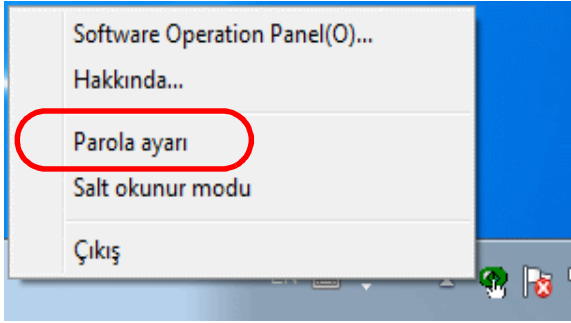 Software Operation Panel(O)...
Hakkında...
Parola ayarı
Salt okunur modu
Çıkış